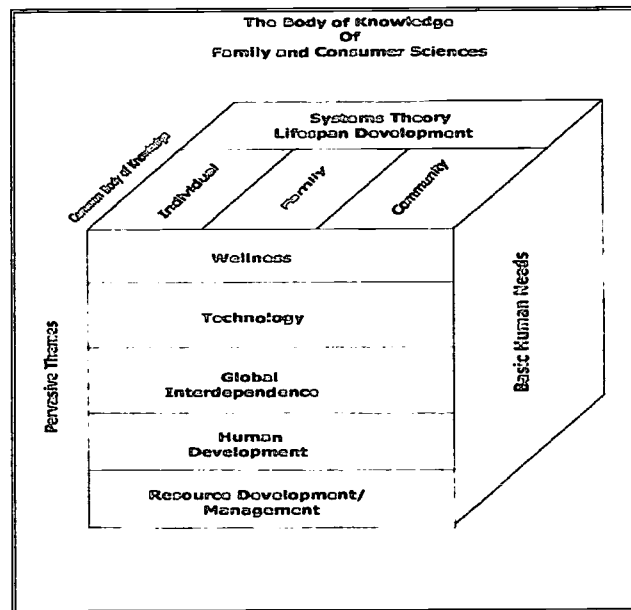 The Body of Knowledge
Of
Family and Consumer Sciences
Systems Theory
Lifespan Development
Common Body of Knowledge
Individual
Family
Community
Wellness
Technology
Global
Interdependence
Human
Development
Resource Development/
Management
Pervasive Themes
Basic Human Needs